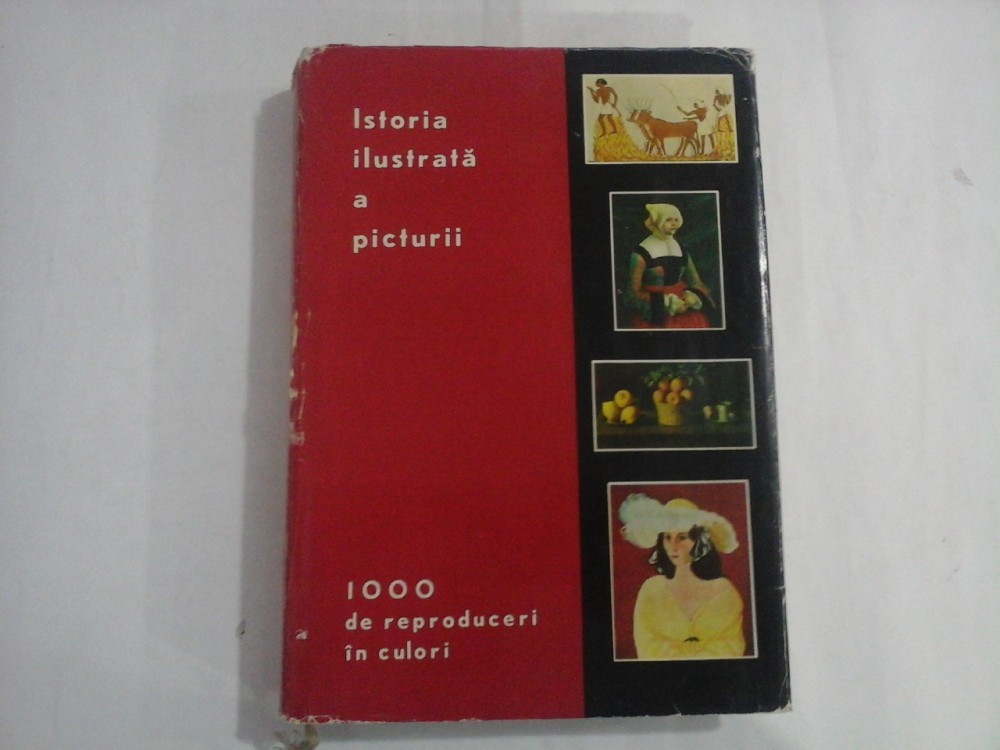 Istoria
ilustrată
a
picturii
1000
de reproduceri
în culori